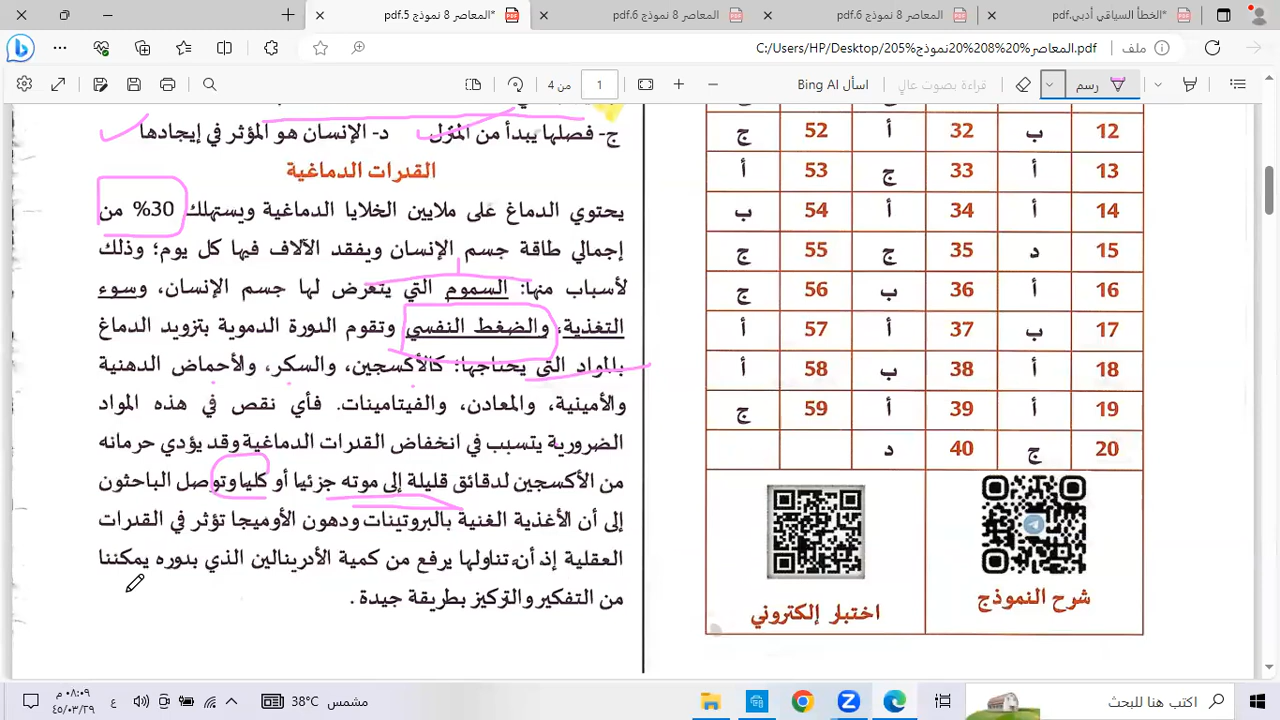 المعاصر 8 نموذج 5.pdf*
المعاصر 8 نموذج 6.pdf
المعاصر 8 نموذج 6.pdf
الخطأ السياقي أدبي.pdf*
ملف
C:/Users/HP/Desktop/205%نموذج20%208%20%المعاصر.pdf
اسأل Bing AI
قراءة بصوت عالٍ
رسم
1
من 4
ج- فصلها يبدأ من المنزل د- الإنسان هو المؤثر في إيجادها
القدرات الدماغية
يحتوي الدماغ على ملايين الخلايا الدماغية ويستهلك 30% من
إجمالي طاقة جسم الإنسان ويفقد الآلاف فيها كل يوم؛ وذلك
لأسباب منها: السموم التي يتعرض لها جسم الإنسان، وسوء
التغذية، والضغط النفسي وتقوم الدورة الدموية بتزويد الدماغ
بالمواد التي يحتاجها: كالأكسجين، والسكر، والأحماض الدهنية
والأمينية، والمعادن، والفيتامينات. فأي نقص في هذه المواد
الضرورية يتسبب في انخفاض القدرات الدماغية وقد يؤدي حرمانه
من الأكسجين لدقائق قليلة إلى موته جزئيا أو كلياوتوصل الباحثون
إلى أن الأغذية الغنية بالبروتينات ودهون الأوميجا تؤثر في القدرات
العقلية إذ أن تناولها يرفع من كمية الأدرينالين الذي بدوره يمكننا
من التفكير والتركيز بطريقة جيدة .
12 ب 32 أ 52 ج
13 أ 33 ج 53 أ
14 أ 34 أ 54 ب
15 د 35 ج 55 ج
16 أ 36 ب 56 ج
17 ب 37 أ 57 أ
18 أ 38 ب 58 أ
19 أ 39 أ 59 ج
20 ج 40 د
شرح النموذج
اختبار إلكتروني
اكتب هنا للبحث
38°C مشمس
ع
٠٨:٠٩ م